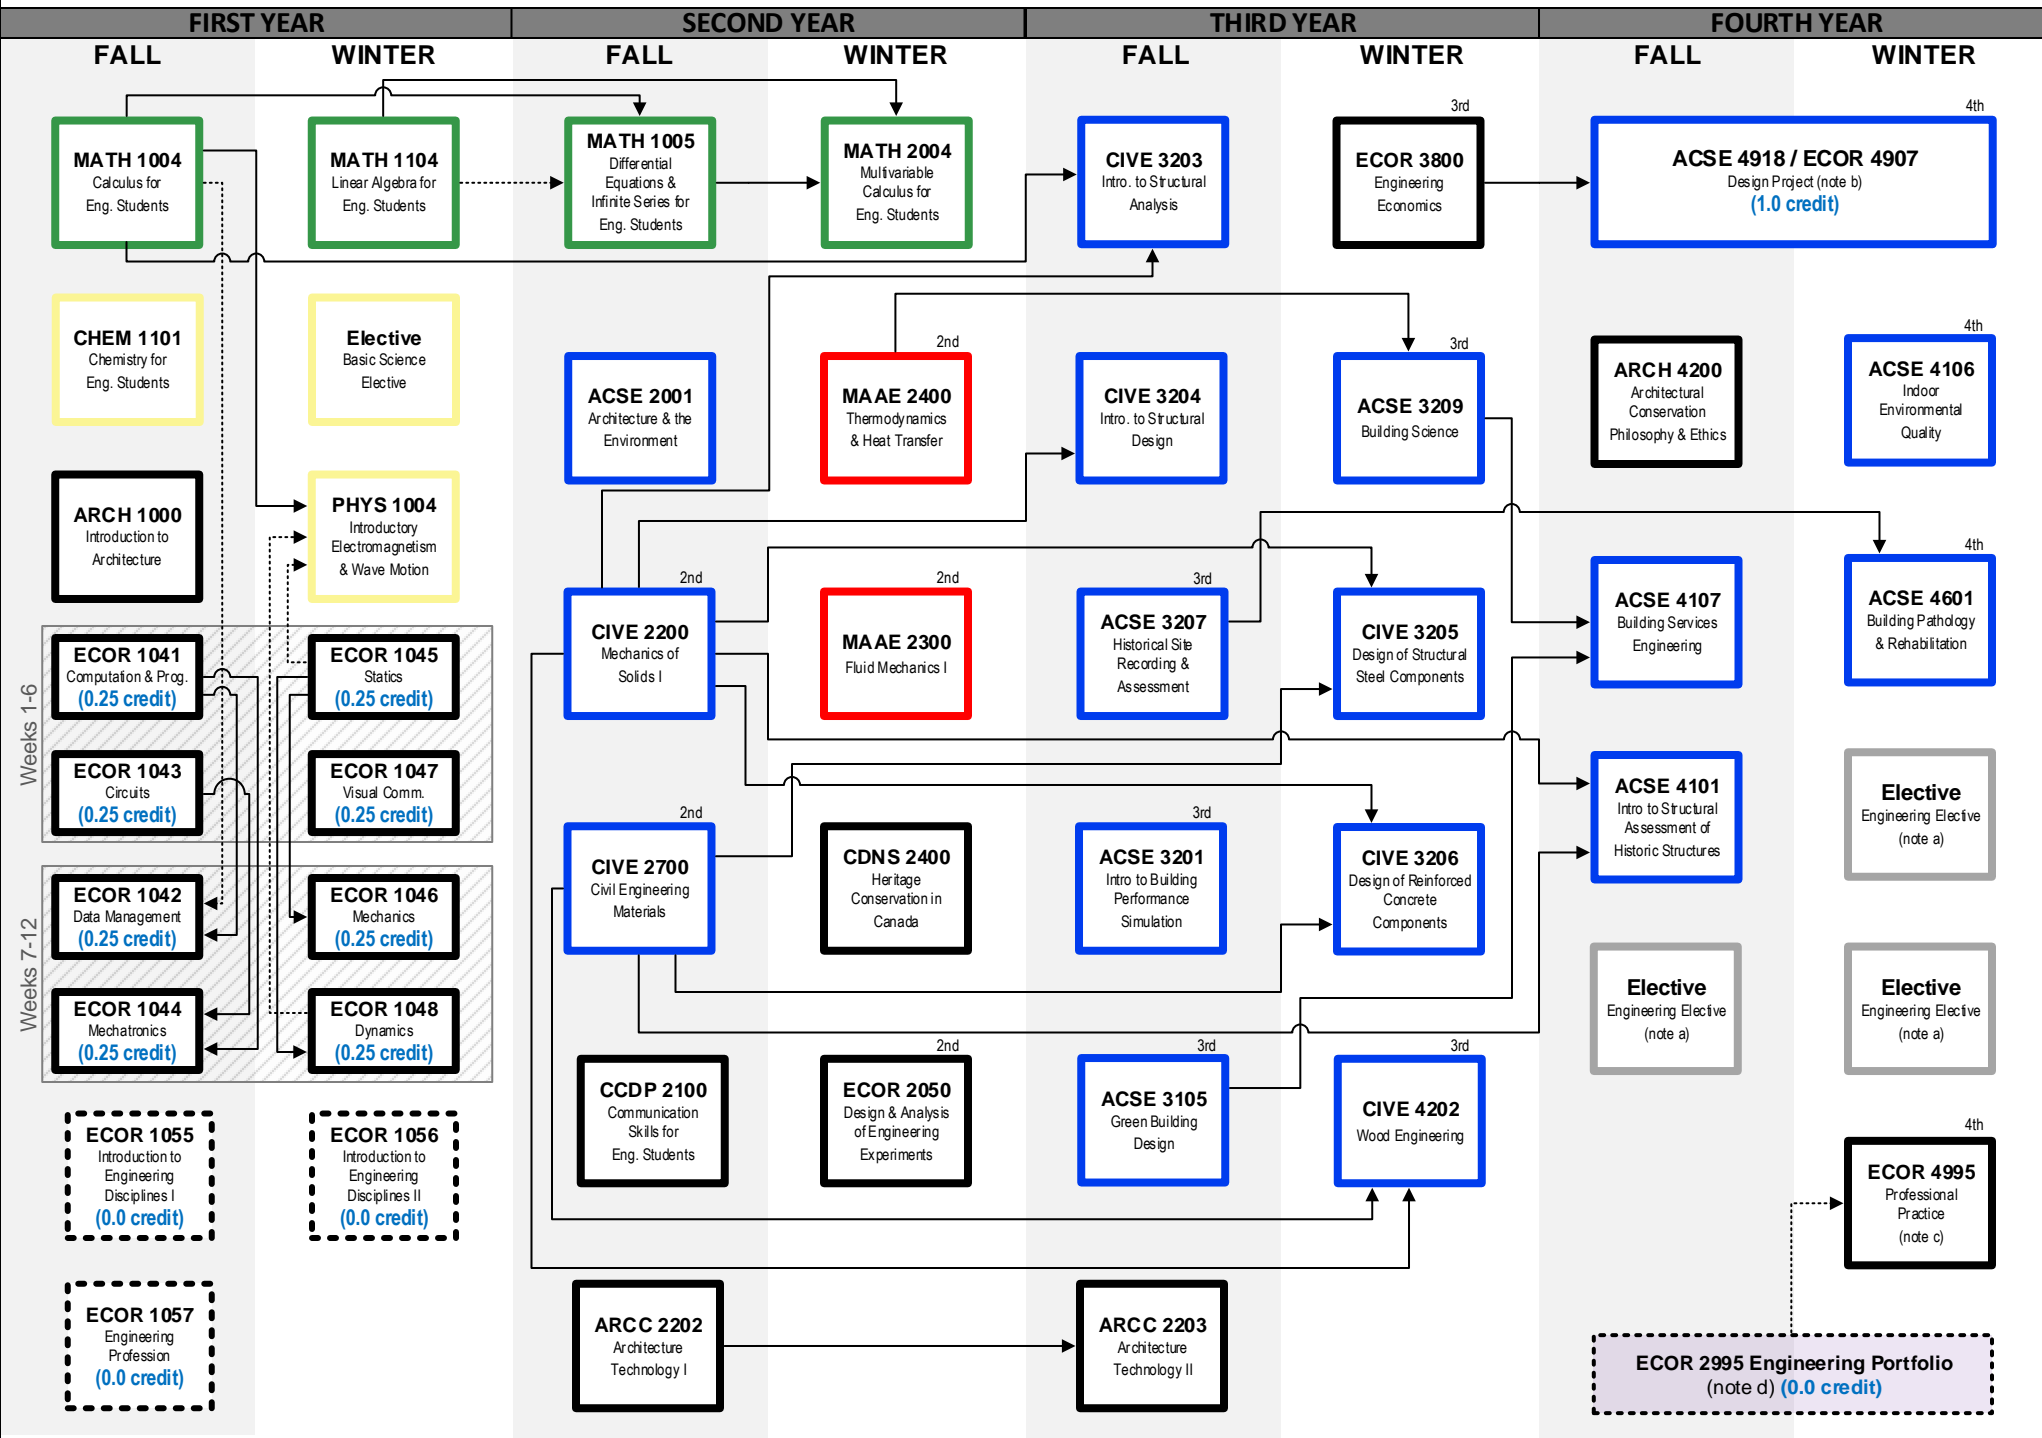 FIRST YEAR
SECOND YEAR
THIRD YEAR
FOURTH YEAR
FALL
WINTER
FALL
WINTER
FALL
WINTER
FALL
WINTER
MATH 1004
Calculus for
Eng. Students
MATH 1104
Linear Algebra for
Eng. Students
MATH 1005
Differential
Equations &
Infinite Series for
Eng. Students
MATH 2004
Multivariable
Calculus for
Eng. Students
CIVE 3203
Intro. to Structural
Analysis
3rd
ECOR 3800
Engineering
Economics
4th
ACSE 4918 / ECOR 4907
Design Project (note b)
(1.0 credit)
CHEM 1101
Chemistry for
Eng. Students
Elective
Basic Science
Elective
ACSE 2001
Architecture & the
Environment
2nd
MAAE 2400
Thermodynamics
& Heat Transfer
CIVE 3204
Intro. to Structural
Design
3rd
ACSE 3209
Building Science
ARCH 4200
Architectural
Conservation
Philosophy & Ethics
4th
ACSE 4106
Indoor
Environmental
Quality
ARCH 1000
Introduction to
Architecture
PHYS 1004
Introductory
Electromagnetism
& Wave Motion
2nd
CIVE 2200
Mechanics of
Solids I
2nd
MAAE 2300
Fluid Mechanics I
3rd
ACSE 3207
Historical Site
Recording &
Assessment
CIVE 3205
Design of Structural
Steel Components
ACSE 4107
Building Services
Engineering
4th
ACSE 4601
Building Pathology
& Rehabilitation
Weeks 1-6
ECOR 1041
Computation & Prog.
(0.25 credit)
ECOR 1045
Statics
(0.25 credit)
ECOR 1043
Circuits
(0.25 credit)
ECOR 1047
Visual Comm.
(0.25 credit)
2nd
CIVE 2700
Civil Engineering
Materials
CDNS 2400
Heritage
Conservation in
Canada
3rd
ACSE 3201
Intro to Building
Performance
Simulation
CIVE 3206
Design of Reinforced
Concrete
Components
ACSE 4101
Intro to Structural
Assessment of
Historic Structures
Elective
Engineering Elective
(note a)
Weeks 7-12
ECOR 1042
Data Management
(0.25 credit)
ECOR 1046
Mechanics
(0.25 credit)
ECOR 1044
Mechatronics
(0.25 credit)
ECOR 1048
Dynamics
(0.25 credit)
Elective
Engineering Elective
(note a)
Elective
Engineering Elective
(note a)
CCDP 2100
Communication
Skills for
Eng. Students
2nd
ECOR 2050
Design & Analysis
of Engineering
Experiments
3rd
ACSE 3105
Green Building
Design
3rd
CIVE 4202
Wood Engineering
ECOR 1055
Introduction to
Engineering
Disciplines I
(0.0 credit)
ECOR 1056
Introduction to
Engineering
Disciplines II
(0.0 credit)
4th
ECOR 4995
Professional
Practice
(note c)
ECOR 1057
Engineering
Profession
(0.0 credit)
ARCC 2202
Architecture
Technology I
ARCC 2203
Architecture
Technology II
ECOR 2995 Engineering Portfolio
(note d) (0.0 credit)